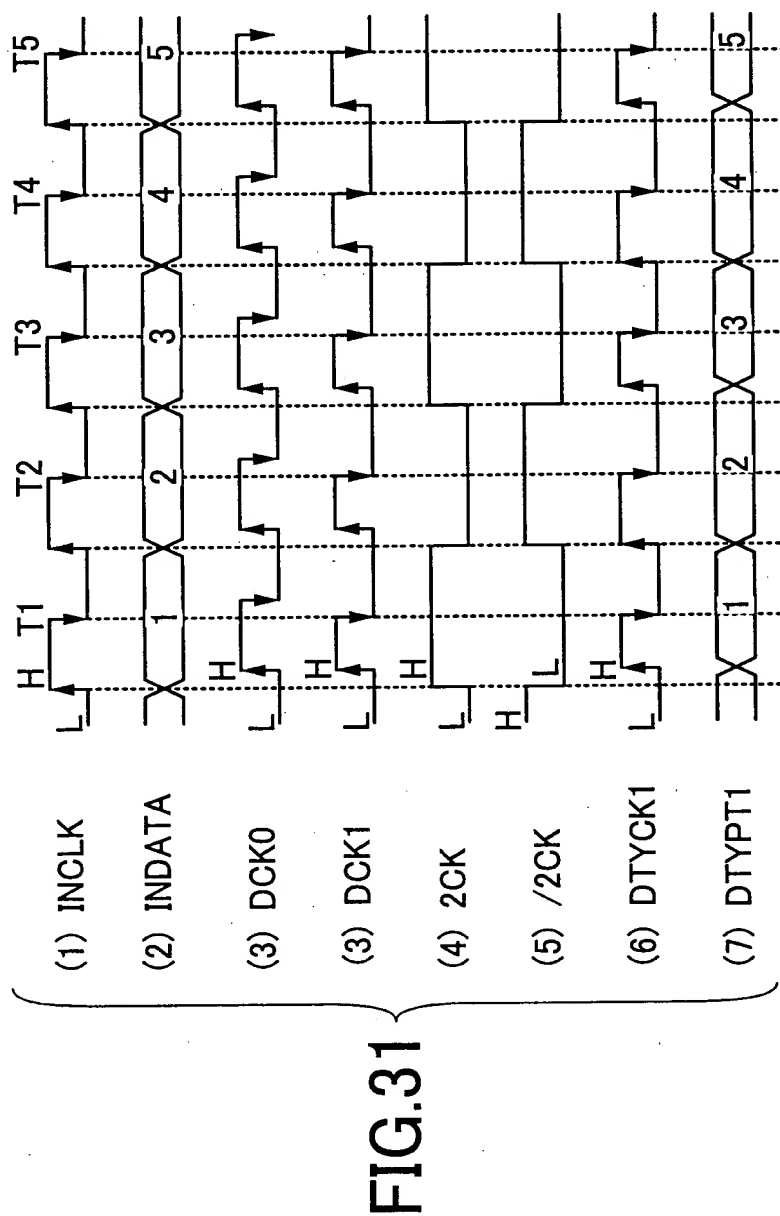 FIG.31
T1 T2 T3 T4 T5
(1) INCLK L H
(2) INDATA 1 2 3 4 5
(3) DCK0 L H
(3) DCK1 L H
(4) 2CK L H
(5) /2CK H L
(6) DTYCK1 L H
(7) DTYPT1 1 2 3 4 5